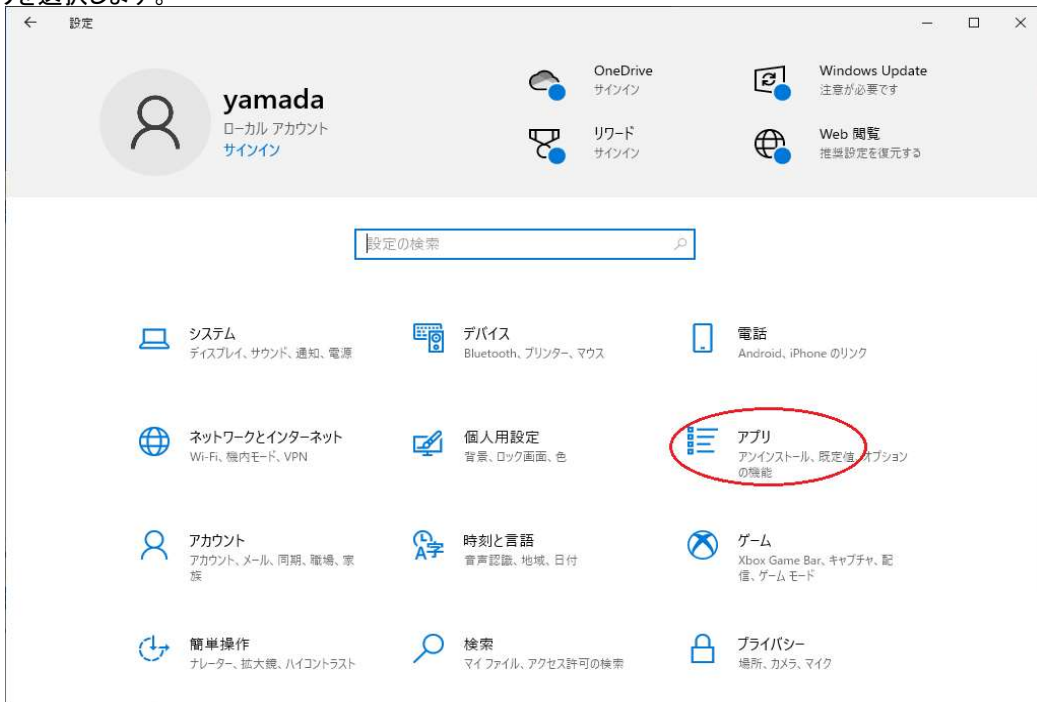 を選択します。
設定
yamada
ローカル アカウント
サインイン
OneDrive
サインイン
Windows Update
注意が必要です
リワード
サインイン
Web 閲覧
推奨設定を復元する
設定の検索
システム
ディスプレイ、サウンド、通知、電源
デバイス
Bluetooth、プリンター、マウス
電話
Android、iPhone のリンク
ネットワークとインターネット
Wi-Fi、機内モード、VPN
個人用設定
背景、ロック画面、色
アプリ
アンインストール、既定値、オプション
の機能
アカウント
アカウント、メール、同期、職場、家
族
時刻と言語
音声認識、地域、日付
ゲーム
Xbox Game Bar、キャプチャ、配
信、ゲーム モード
簡単操作
ナレーター、拡大鏡、ハイコントラスト
検索
マイ ファイル、アクセス許可の検索
プライバシー
場所、カメラ、マイク